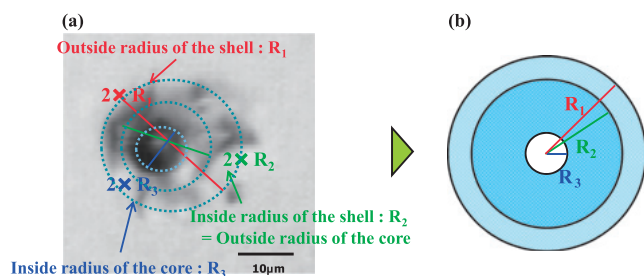 (a)
Outside radius of the shell : R1
2 × R1
2 × R2
2 × R3
Inside radius of the shell : R2
= Outside radius of the core
Inside radius of the core : R3
10μm
(b)
R1
R2
R3